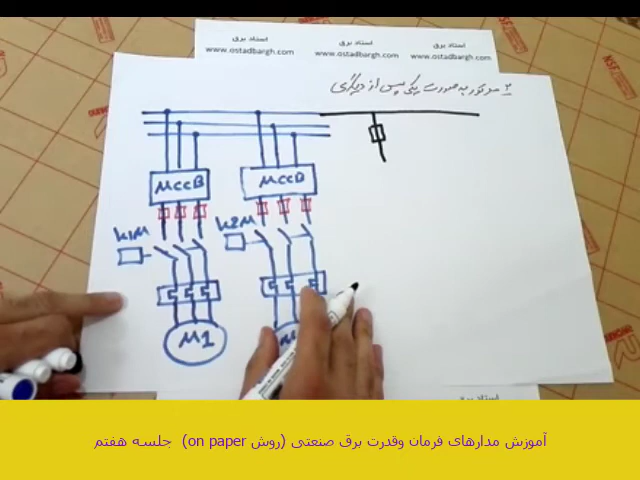 استاد برق استاد برق استاد برق
www.ostadbargh.com www.ostadbargh.com www.ostadbargh.com
۲ موتور به صورت یکی پس از دیگری
MCCB MCCB
K1M K2M
M1
آموزش مدارهای فرمان وقدرت برق صنعتی (روش on paper) جلسه هفتم